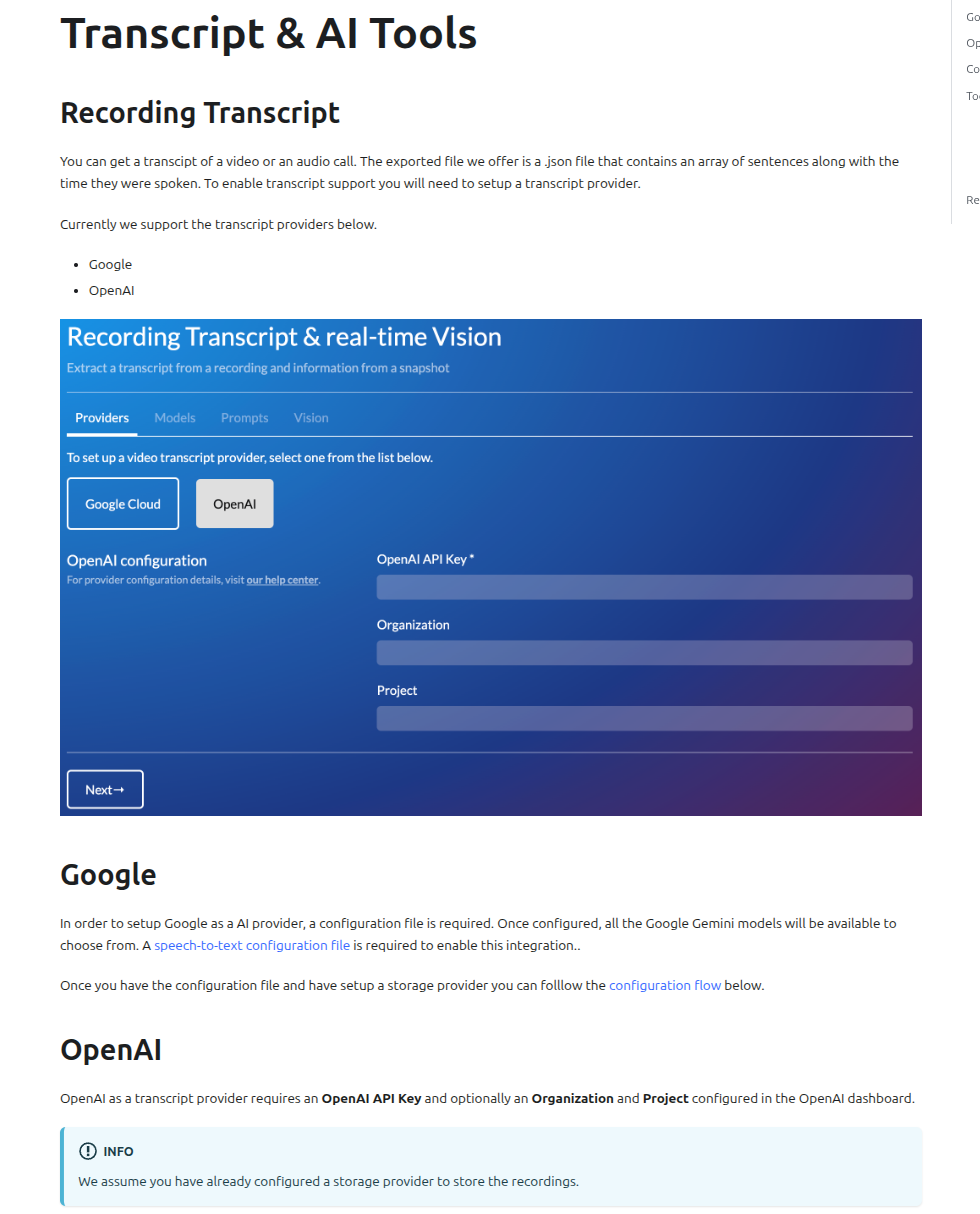 Transcript & AI Tools
Recording Transcript
You can get a transcipt of a video or an audio call. The exported file we offer is a .json file that contains an array of sentences along with the
time they were spoken. To enable transcript support you will need to setup a transcript provider.
Currently we support the transcript providers below.
Google
OpenAI
Recording Transcript & real-time Vision
Extract a transcript from a recording and information from a snapshot
Providers Models Prompts Vision
To set up a video transcript provider, select one from the list below.
Google Cloud OpenAI
OpenAI configuration
For provider configuration details, visit our help center.
OpenAI API Key *
Organization
Project
Next→
Google
In order to setup Google as a AI provider, a configuration file is required. Once configured, all the Google Gemini models will be available to
choose from. A speech-to-text configuration file is required to enable this integration..
Once you have the configuration file and have setup a storage provider you can folllow the configuration flow below.
OpenAI
OpenAI as a transcript provider requires an OpenAI API Key and optionally an Organization and Project configured in the OpenAI dashboard.
INFO
We assume you have already configured a storage provider to store the recordings.